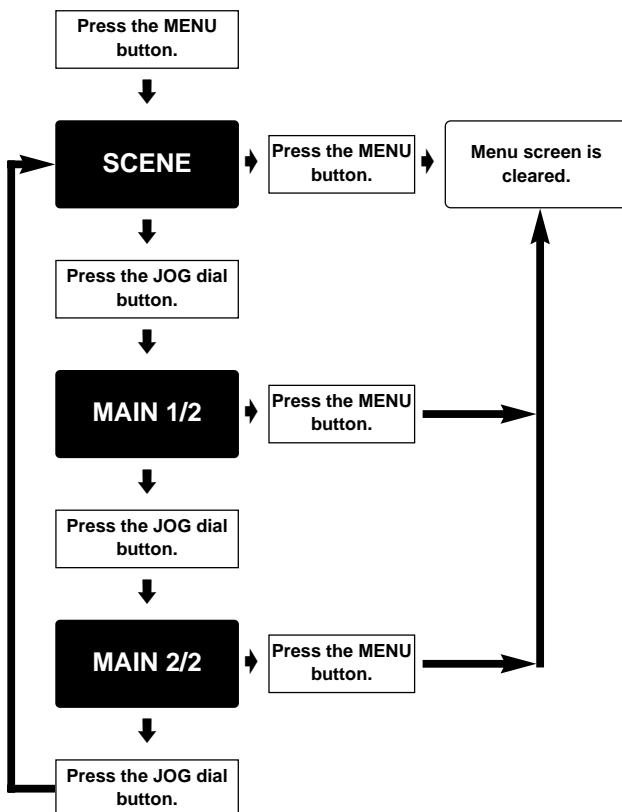 Press the MENU
button.
SCENE
Press the MENU
button.
Menu screen is
cleared.
Press the JOG dial
button.
MAIN 1/2
Press the MENU
button.
Press the JOG dial
button.
MAIN 2/2
Press the MENU
button.
Press the JOG dial
button.